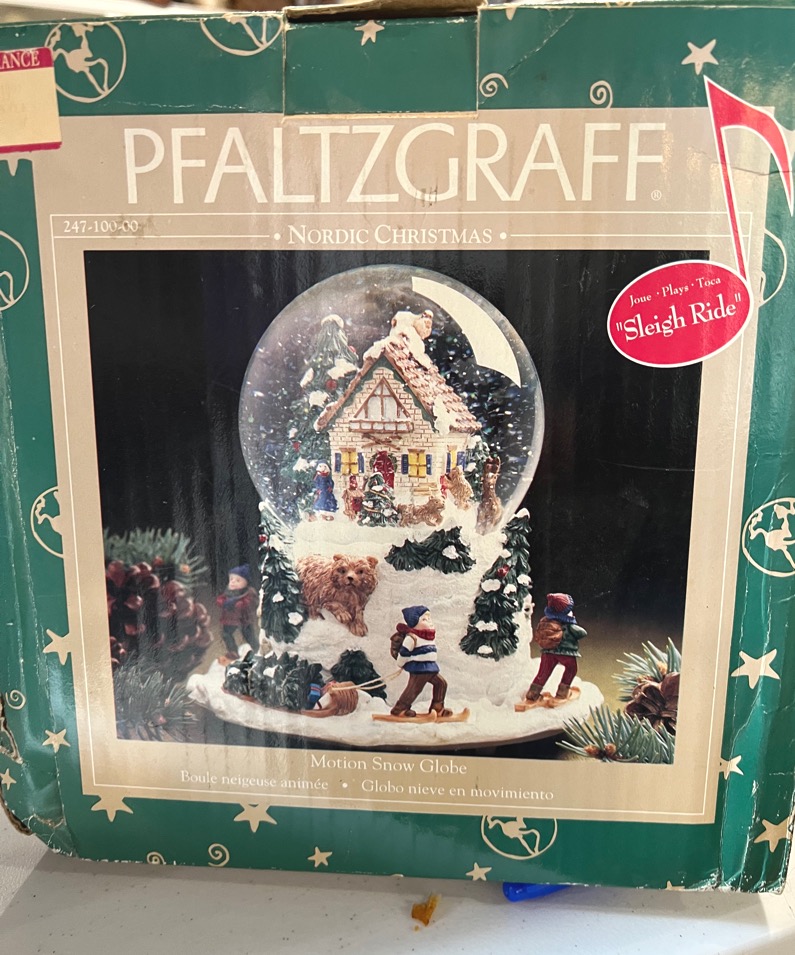 ANCE
PFALTZGRAFF®
247-100-00
• NORDIC CHRISTMAS •
Joue · Plays · Toca
"Sleigh Ride"
Motion Snow Globe
Boule neigeuse animée • Globo nieve en movimiento